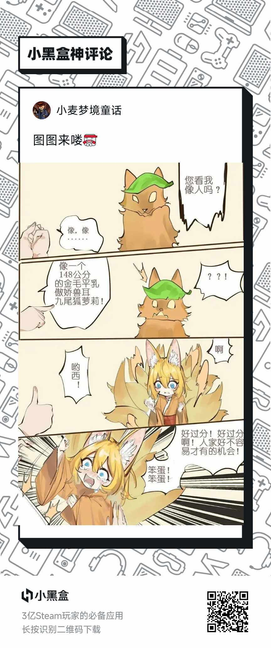 小黑盒神评论
小麦梦境童话
图图来喽
您看我
像人吗？
像，像
……
像一个
148公分
的金毛平乳
傲娇兽耳
九尾狐萝莉！
？？！
哟
西
！
啊
好过分！好过分
啊！人家好不容
易才有的机会！
笨蛋！
笨蛋！
小黑盒
3亿Steam玩家的必备应用
长按识别二维码下载